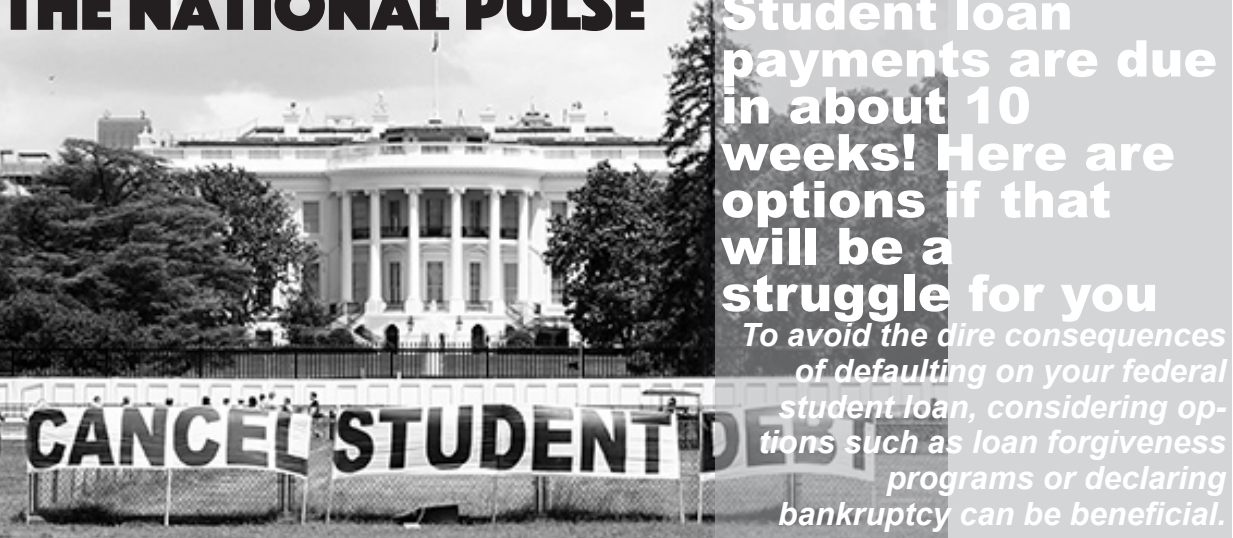 THE NATIONAL PULSE
Student loan
payments are due
in about 10
weeks! Here are
options if that
will be a
struggle for you
To avoid the dire consequences
of defaulting on your federal
student loan, considering op-
tions such as loan forgiveness
programs or declaring
bankruptcy can be beneficial.
CANCEL STUDENT DEBT